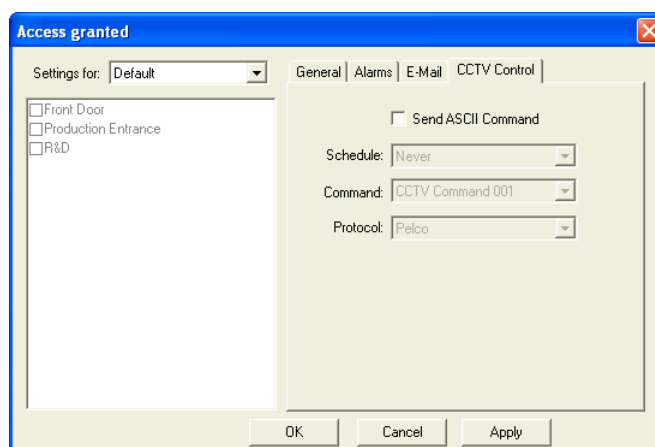 Access granted
Settings for: Default
Front Door
Production Entrance
R&D
General Alarms E-Mail CCTV Control
Send ASCII Command
Schedule: Never
Command: CCTV Command 001
Protocol: Pelco
OK Cancel Apply